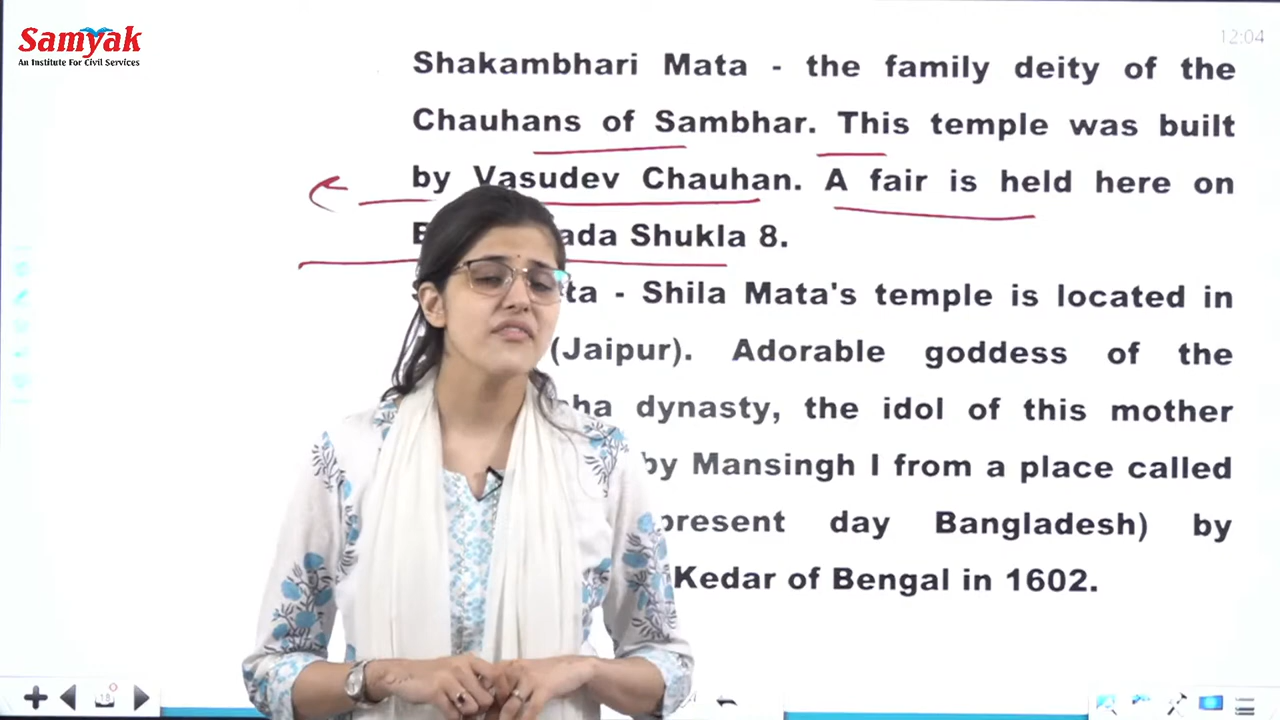 Samyak
An Institute For Civil Services
12:04
Shakambhari Mata - the family deity of the
Chauhans of Sambhar. This temple was built
by Vasudev Chauhan. A fair is held here on
Shukla 8.
- Shila Mata's temple is located in
(Jaipur). Adorable goddess of the
dynasty, the idol of this mother
by Mansingh I from a place called
present day Bangladesh) by
Kedar of Bengal in 1602.
18